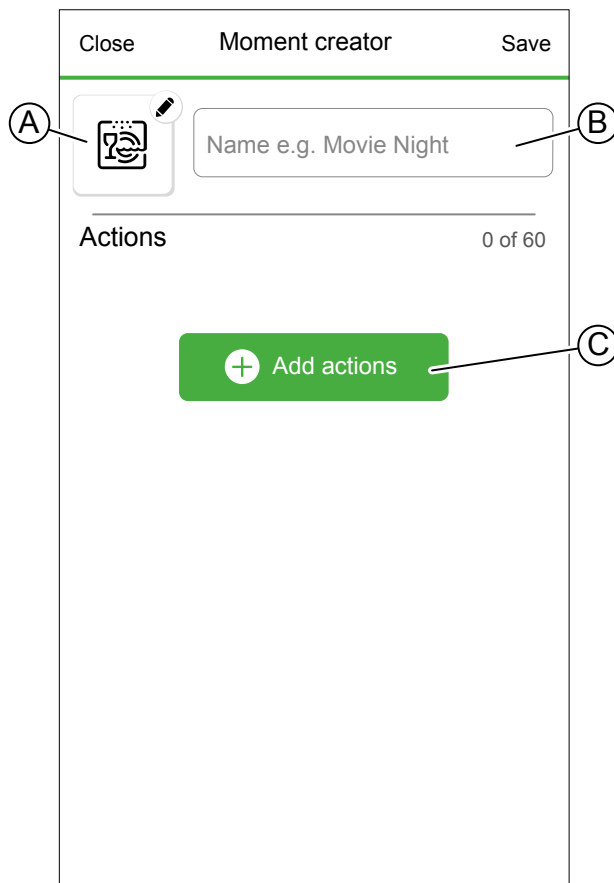 Close Moment creator Save
A
Name e.g. Movie Night
B
Actions 0 of 60
Add actions
C